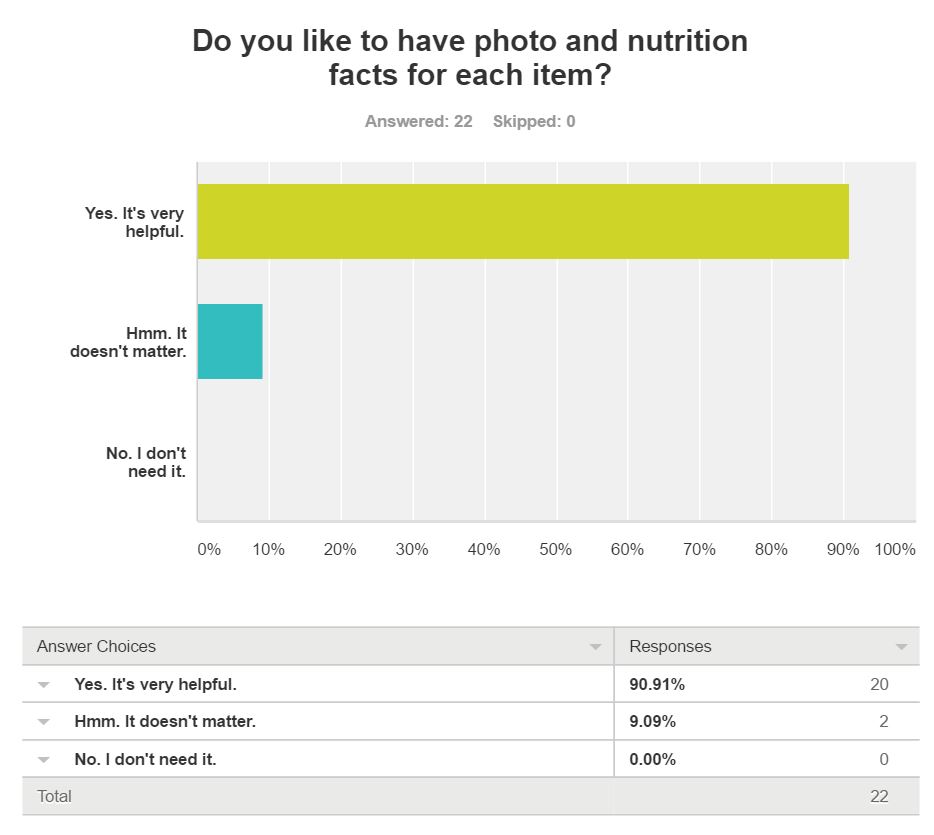 Do you like to have photo and nutrition
facts for each item?
Answered: 22 Skipped: 0
Yes. It's very
helpful.
Hmm. It
doesn't matter.
No. I don't
need it.
0% 10% 20% 30% 40% 50% 60% 70% 80% 90% 100%
Answer Choices Responses
Yes. It's very helpful. 90.91% 20
Hmm. It doesn't matter. 9.09% 2
No. I don't need it. 0.00% 0
Total 22